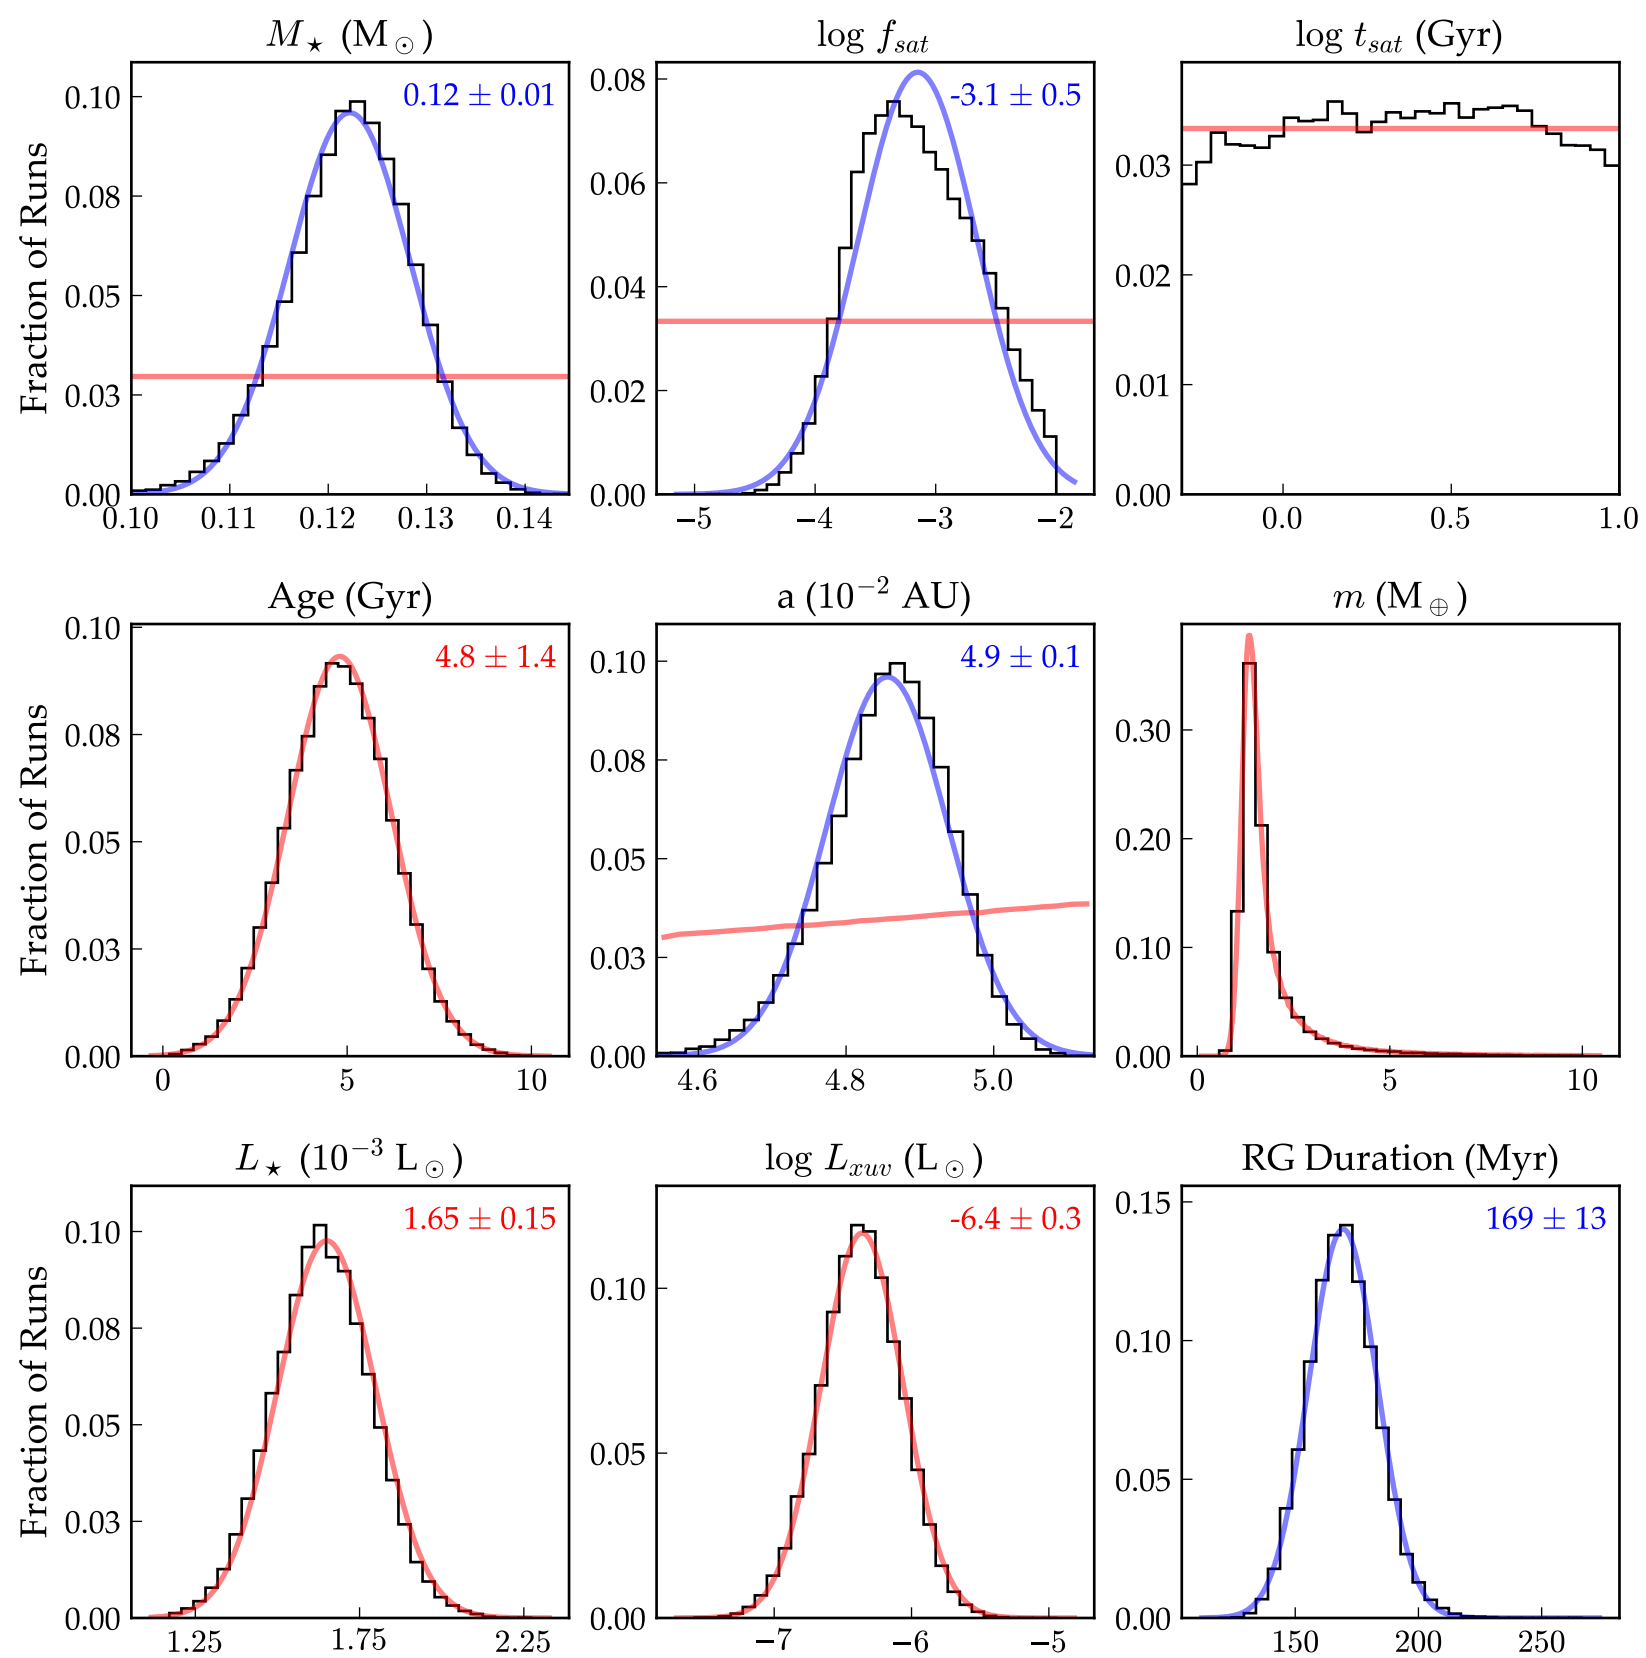 M⋆ (M⊙)
log f_sat
log t_sat (Gyr)
0.12 ± 0.01
-3.1 ± 0.5
Fraction of Runs
0.10
0.08
0.05
0.03
0.00
0.10 0.11 0.12 0.13 0.14
0.08
0.06
0.04
0.02
0.00
−5 −4 −3 −2
0.03
0.02
0.01
0.00
0.0 0.5 1.0
Age (Gyr)
a (10⁻² AU)
m (M⊕)
4.8 ± 1.4
4.9 ± 0.1
Fraction of Runs
0.10
0.08
0.05
0.03
0.00
0 5 10
0.10
0.08
0.05
0.03
0.00
4.6 4.8 5.0
0.30
0.20
0.10
0.00
0 5 10
L⋆ (10⁻³ L⊙)
log L_xuv (L⊙)
RG Duration (Myr)
1.65 ± 0.15
-6.4 ± 0.3
169 ± 13
Fraction of Runs
0.10
0.08
0.05
0.03
0.00
1.25 1.75 2.25
0.10
0.05
0.00
−7 −6 −5
0.15
0.10
0.05
0.00
150 200 250